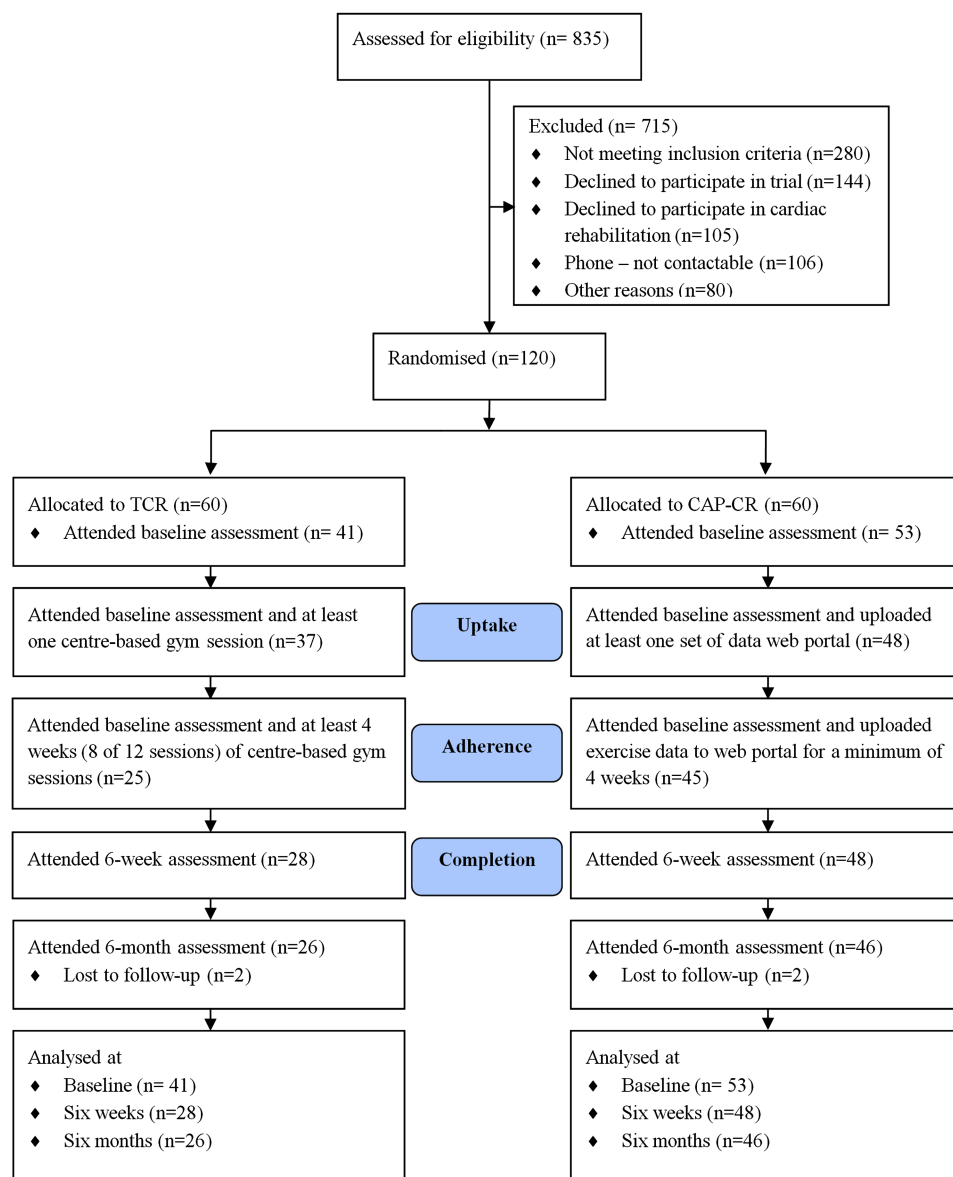 Assessed for eligibility (n= 835)
Excluded (n= 715)
♦ Not meeting inclusion criteria (n=280)
♦ Declined to participate in trial (n=144)
♦ Declined to participate in cardiac
rehabilitation (n=105)
♦ Phone – not contactable (n=106)
♦ Other reasons (n=80)
Randomised (n=120)
Allocated to TCR (n=60)
♦ Attended baseline assessment (n= 41)
Allocated to CAP-CR (n=60)
♦ Attended baseline assessment (n= 53)
Attended baseline assessment and at least
one centre-based gym session (n=37)
Uptake
Attended baseline assessment and uploaded
at least one set of data web portal (n=48)
Attended baseline assessment and at least 4
weeks (8 of 12 sessions) of centre-based gym
sessions (n=25)
Adherence
Attended baseline assessment and uploaded
exercise data to web portal for a minimum of
4 weeks (n=45)
Attended 6-week assessment (n=28)
Completion
Attended 6-week assessment (n=48)
Attended 6-month assessment (n=26)
♦ Lost to follow-up (n=2)
Attended 6-month assessment (n=46)
♦ Lost to follow-up (n=2)
Analysed at
♦ Baseline (n= 41)
♦ Six weeks (n=28)
♦ Six months (n=26)
Analysed at
♦ Baseline (n= 53)
♦ Six weeks (n=48)
♦ Six months (n=46)